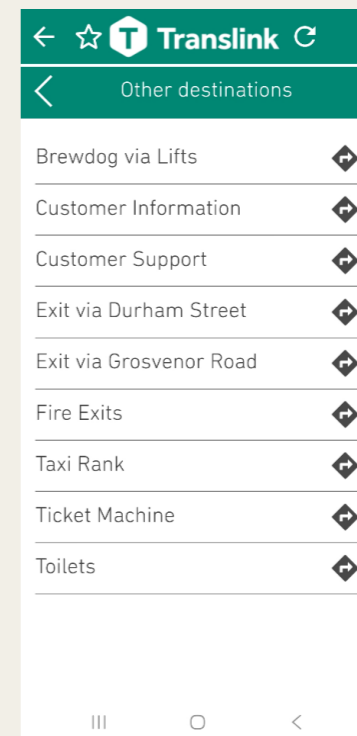 Translink
Other destinations
Brewdog via Lifts
Customer Information
Customer Support
Exit via Durham Street
Exit via Grosvenor Road
Fire Exits
Taxi Rank
Ticket Machine
Toilets